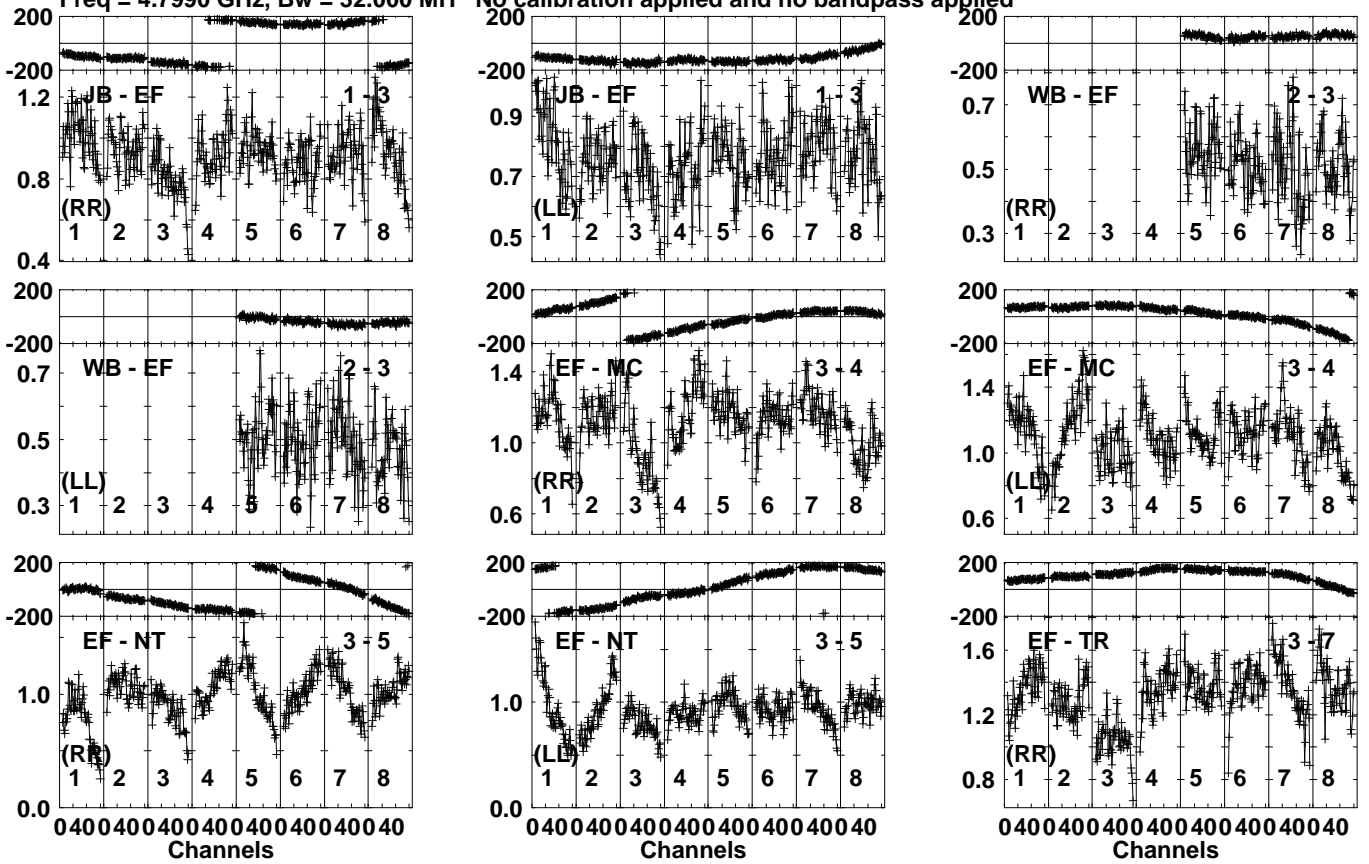 Freq = 4.7990 GHz, Bw = 32.000 MH No calibration applied and no bandpass applied
200
-200
JB - EF 1 - 3
1.2
0.8
0.4
(RR)
1 2 3 4 5 6 7 8
JB - EF 1 - 3
0.9
0.7
0.5
(LL)
1 2 3 4 5 6 7 8
200
-200
WB - EF 2 - 3
0.7
0.5
0.3
(RR)
1 2 3 4 5 6 7 8
200
-200
WB - EF 2 - 3
0.7
0.5
0.3
(LL)
1 2 3 4 5 6 7 8
200
-200
EF - MC 3 - 4
1.4
1.0
0.6
(RR)
1 2 3 4 5 6 7 8
200
-200
EF - MC 3 - 4
1.4
1.0
0.6
(LL)
1 2 3 4 5 6 7 8
200
-200
EF - NT 3 - 5
1.0
0.0
(RR)
1 2 3 4 5 6 7 8
0 40 0 40 0 40 0 40 0 40 0 40 0 40 0 40
Channels
200
-200
EF - NT 3 - 5
1.0
0.0
(LL)
1 2 3 4 5 6 7 8
0 40 0 40 0 40 0 40 0 40 0 40 0 40 0 40
Channels
200
-200
EF - TR 3 - 7
1.6
1.2
0.8
(RR)
1 2 3 4 5 6 7 8
0 40 0 40 0 40 0 40 0 40 0 40 0 40 0 40
Channels